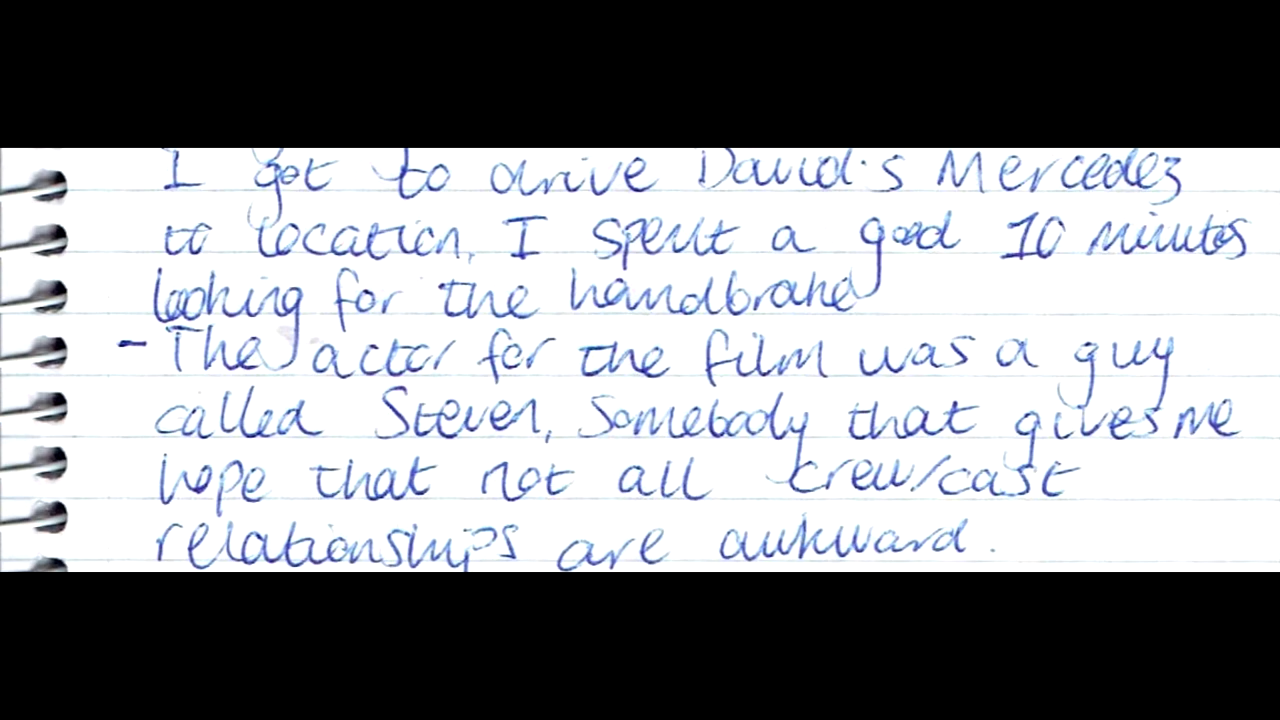 I got to drive David's Mercedez
to location, I spent a good 10 minutes
looking for the handbrake
- The actor for the film was a guy
called Steven, Somebody that gives me
hope that not all crew/cast
relationships are awkward.